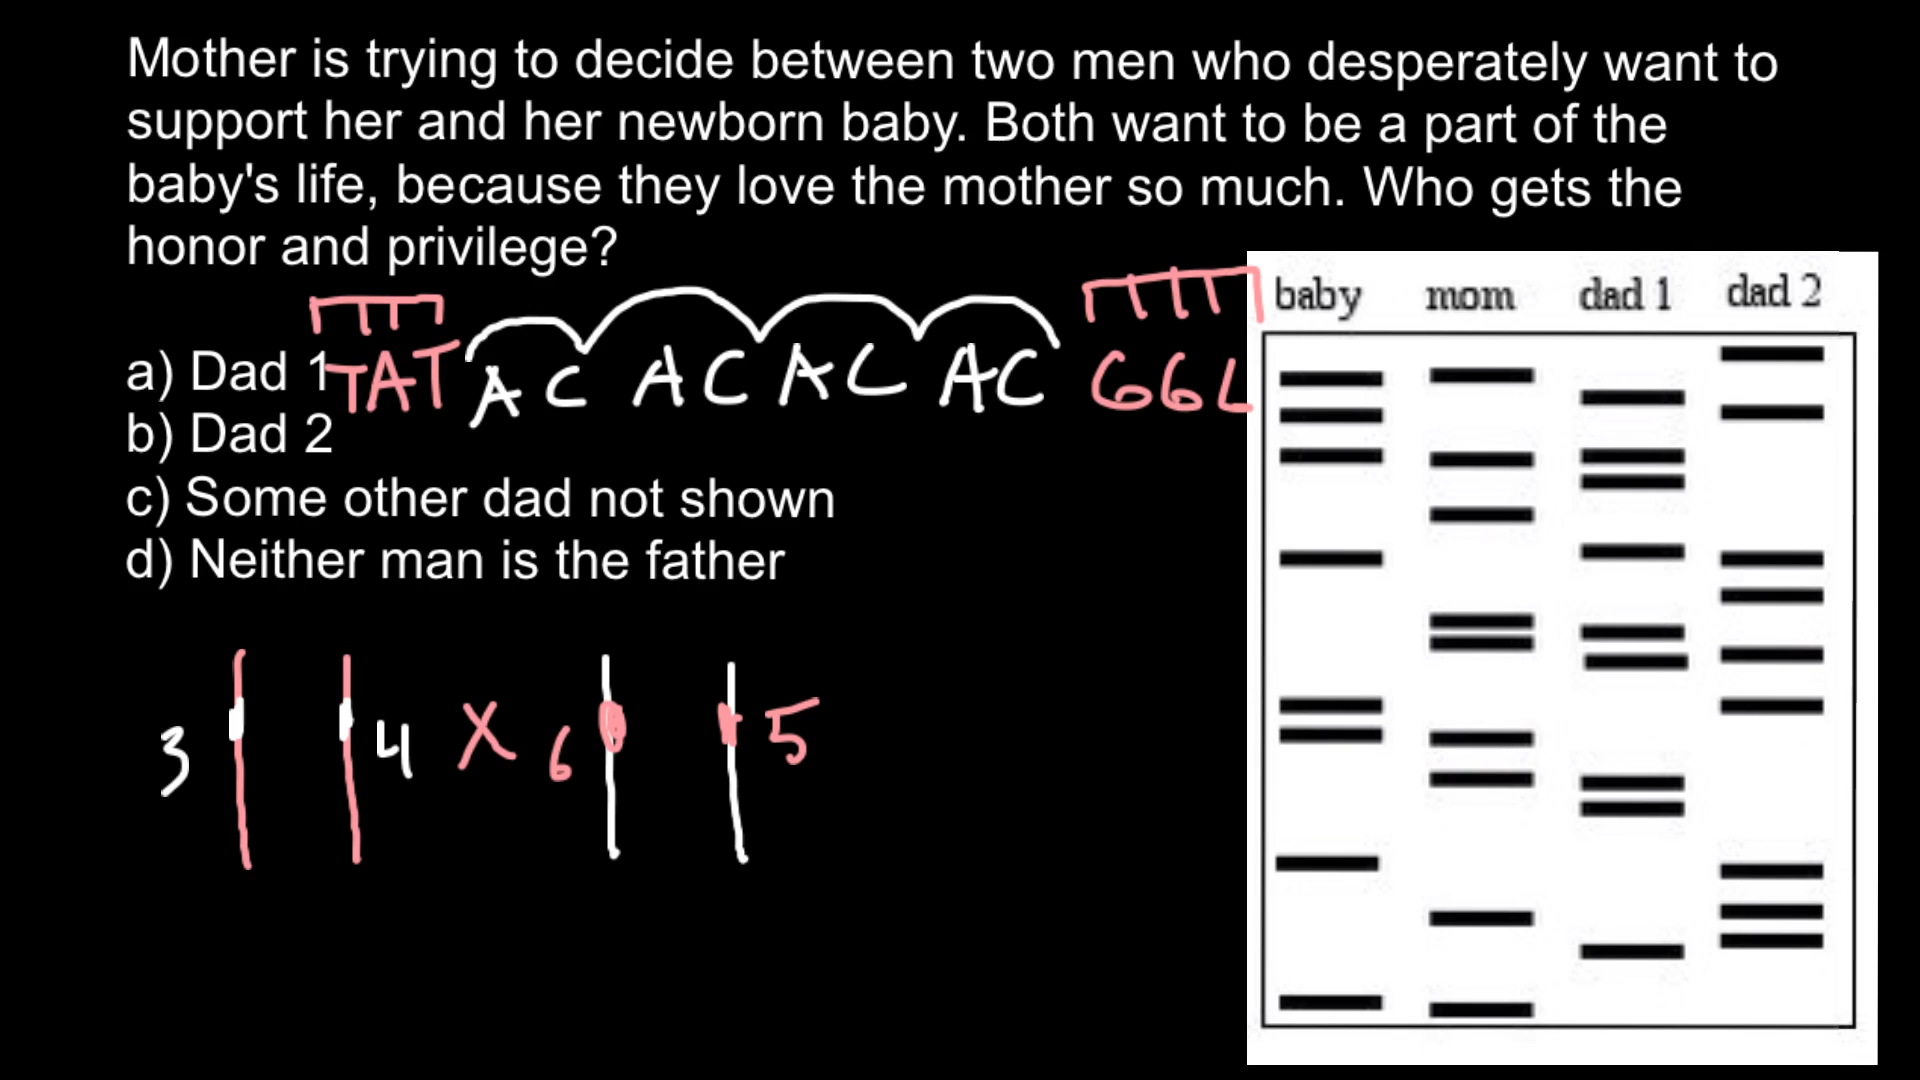 Mother is trying to decide between two men who desperately want to
support her and her newborn baby. Both want to be a part of the
baby's life, because they love the mother so much. Who gets the
honor and privilege?
baby mom dad 1 dad 2
a) Dad 1
TAT AC AC AC AC GGC
b) Dad 2
c) Some other dad not shown
d) Neither man is the father
3 4 X 6 5